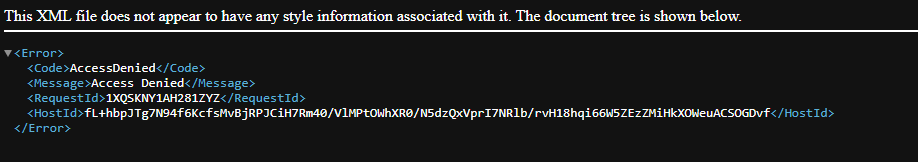 This XML file does not appear to have any style information associated with it. The document tree is shown below.
▼<Error>
<Code>AccessDenied</Code>
<Message>Access Denied</Message>
<RequestId>1XQSKNY1AH281ZYZ</RequestId>
<HostId>fL+hbpJTg7N94f6KcfsMvBjRPJCiH7Rm40/VlMPtOWhXR0/N5dzQxVprI7NRlb/rvH18hqi66W5ZEzZMiHkXOWeuACSOGDvf</HostId>
</Error>